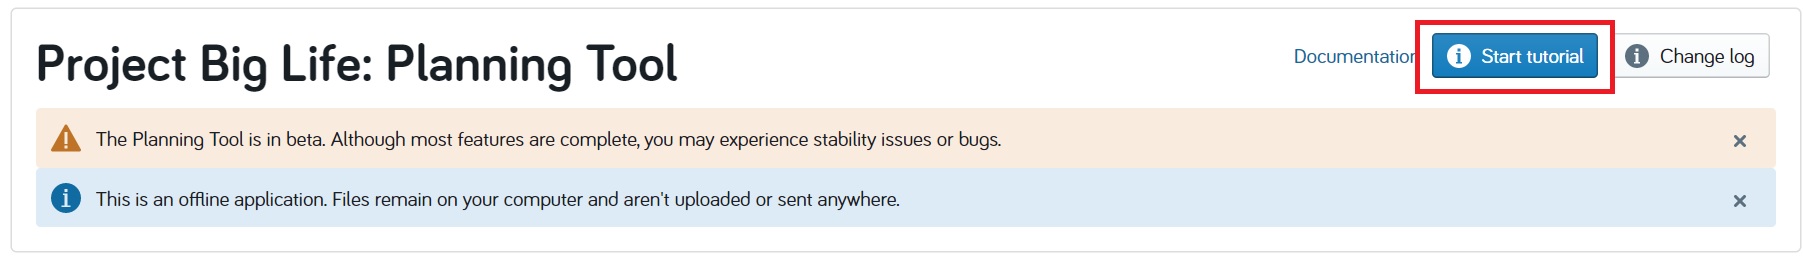 Project Big Life: Planning Tool
Documentation
Start tutorial
Change log
The Planning Tool is in beta. Although most features are complete, you may experience stability issues or bugs.
This is an offline application. Files remain on your computer and aren't uploaded or sent anywhere.